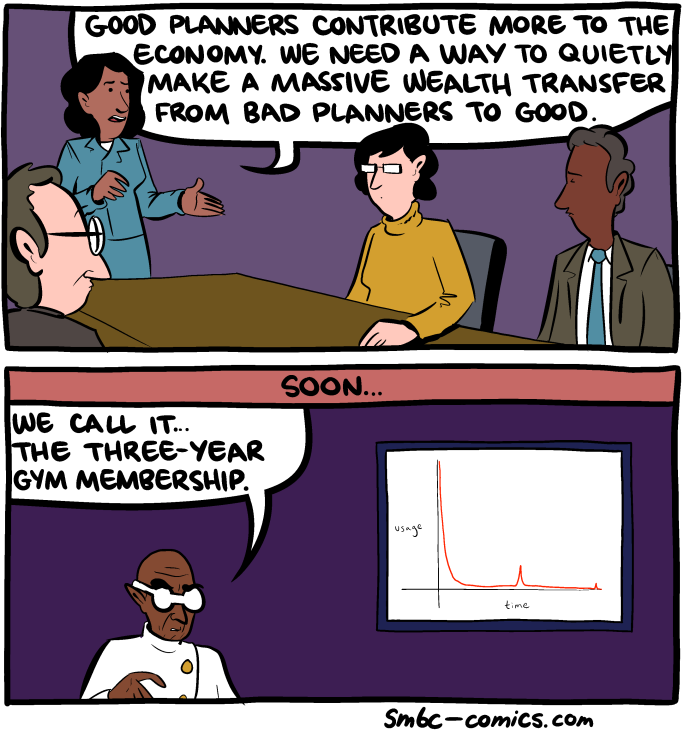 GOOD PLANNERS CONTRIBUTE MORE TO THE
ECONOMY. WE NEED A WAY TO QUIETLY
MAKE A MASSIVE WEALTH TRANSFER
FROM BAD PLANNERS TO GOOD.
SOON...
WE CALL IT...
THE THREE-YEAR
GYM MEMBERSHIP.
usage
time
smbc-comics.com